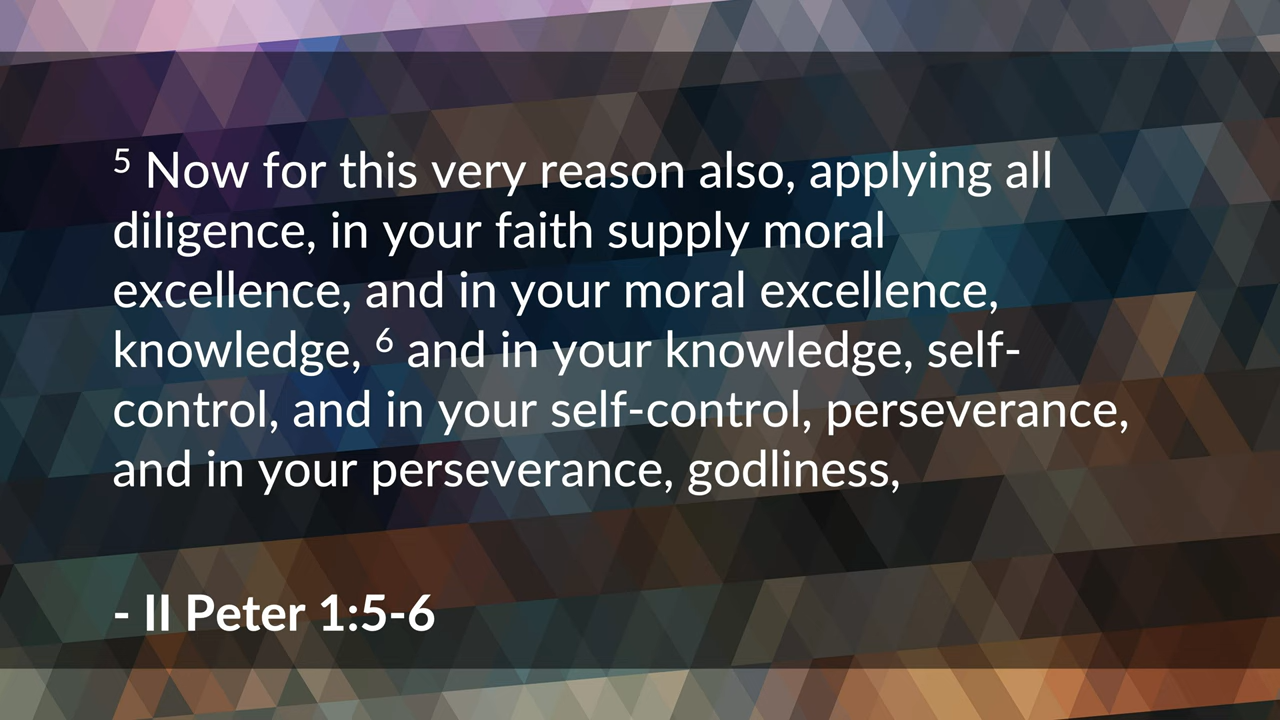 5 Now for this very reason also, applying all
diligence, in your faith supply moral
excellence, and in your moral excellence,
knowledge, 6 and in your knowledge, self-
control, and in your self-control, perseverance,
and in your perseverance, godliness,
- II Peter 1:5-6